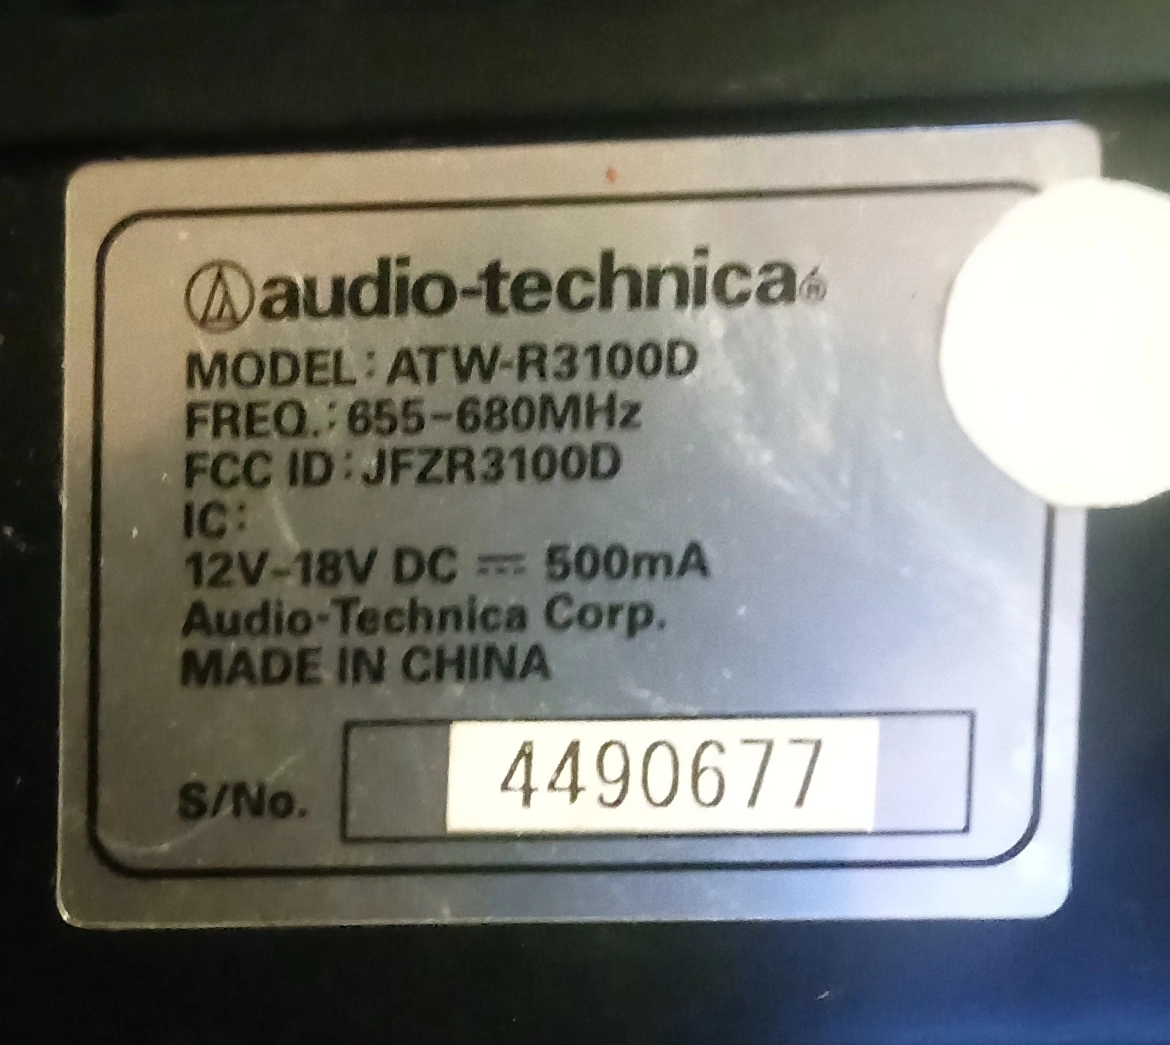 audio-technica®
MODEL: ATW-R3100D
FREQ.: 655-680MHz
FCC ID: JFZR3100D
IC:
12V-18V DC ⎓ 500mA
Audio-Technica Corp.
MADE IN CHINA
S/No. 4490677